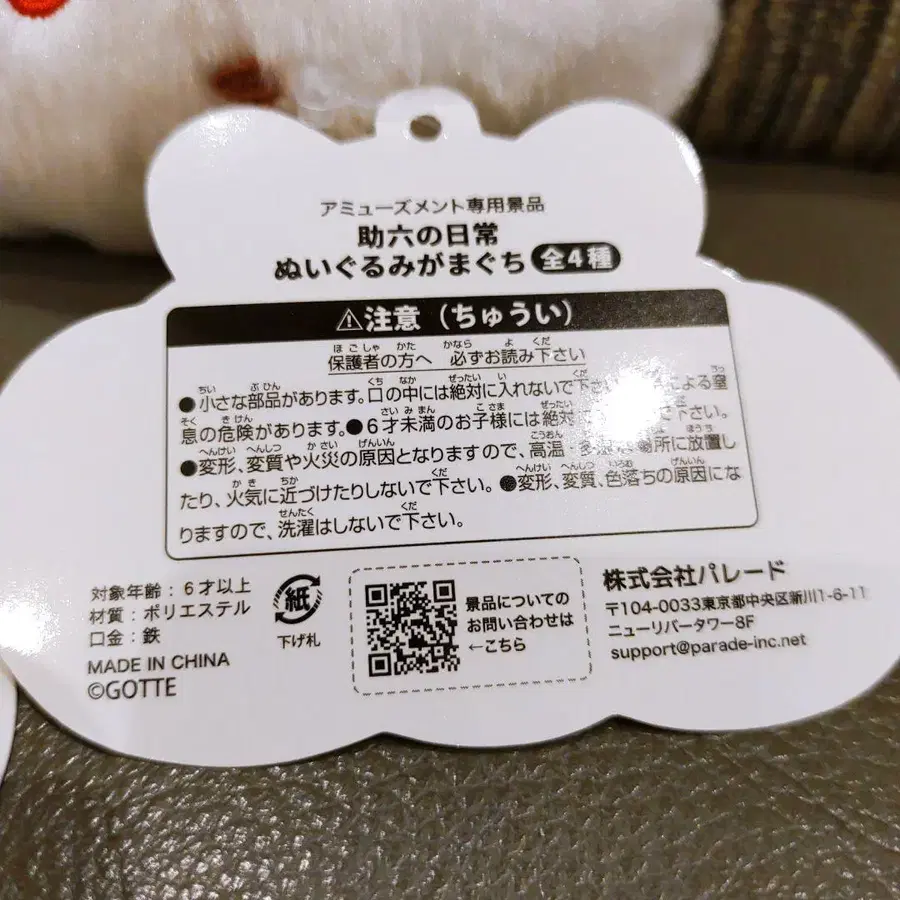 アミューズメント専用景品
助六の日常
ぬいぐるみがまぐち 全4種
⚠注意（ちゅうい）
保護者の方へ 必ずお読み下さい
●小さな部品があります。口の中には絶対に入れないで下さい による窒
息の危険があります。●6才未満のお子様には絶対 下さい。
●変形、変質や火災の原因となりますので、高温・多湿 場所に放置し
たり、火気に近づけたりしないで下さい。●変形、変質、色落ちの原因にな
りますので、洗濯はしないで下さい。
対象年齢：6才以上
材質：ポリエステル
口金：鉄
MADE IN CHINA
©GOTTE
紙
下げ札
景品についての
お問い合わせは
←こちら
株式会社パレード
〒104-0033東京都中央区新川1-6-11
ニューリバータワー8F
support@parade-inc.net